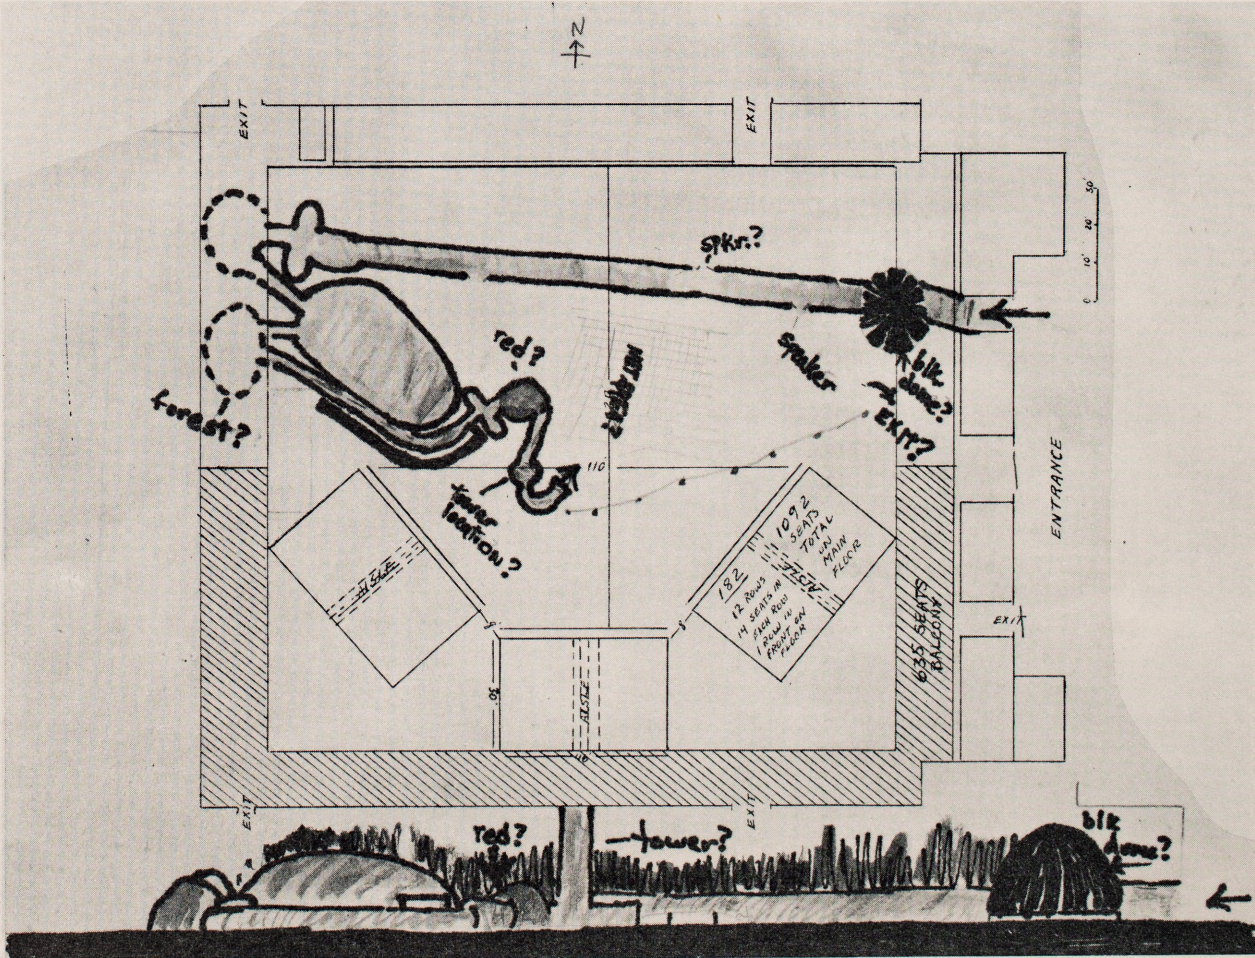 N
EXIT
EXIT
50'
20'
10'
0
spkr?
red?
speaker
blk
dome?
EXIT?
forest?
110
tower
location?
ENTRANCE
1092
SEATS
TOTAL
ON
MAIN
FLOOR
AISLE
182
12 ROWS
14 SEATS IN
EACH ROW
1 ROW IN
FRONT ON
FLOOR
AISLE
635 SEATS
BALCONY
EXIT
AISLE
EXIT
EXIT
red?
tower?
blk
dome?